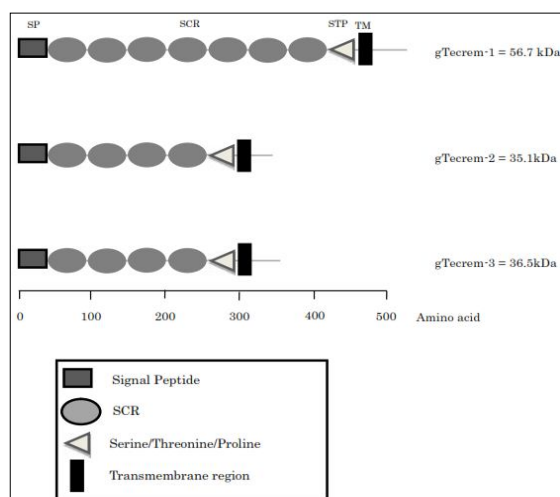 SP SCR STP TM
gTecrem-1 = 56.7 kDa
gTecrem-2 = 35.1kDa
gTecrem-3 = 36.5kDa
0 100 200 300 400 500 Amino acid
Signal Peptide
SCR
Serine/Threonine/Proline
Transmembrane region